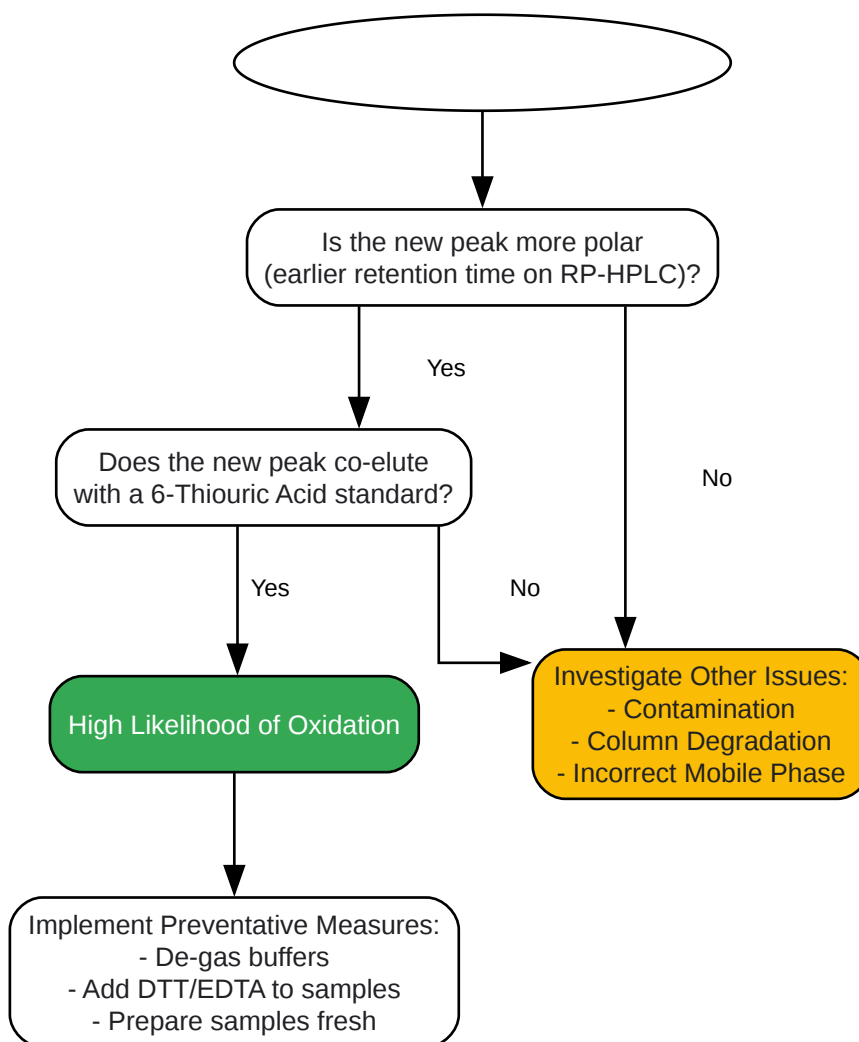 Is the new peak more polar
(earlier retention time on RP-HPLC)?
Yes
Does the new peak co-elute
with a 6-Thiouric Acid standard?
No
Yes
No
Investigate Other Issues:
- Contamination
- Column Degradation
- Incorrect Mobile Phase
High Likelihood of Oxidation
Implement Preventative Measures:
- De-gas buffers
- Add DTT/EDTA to samples
- Prepare samples fresh